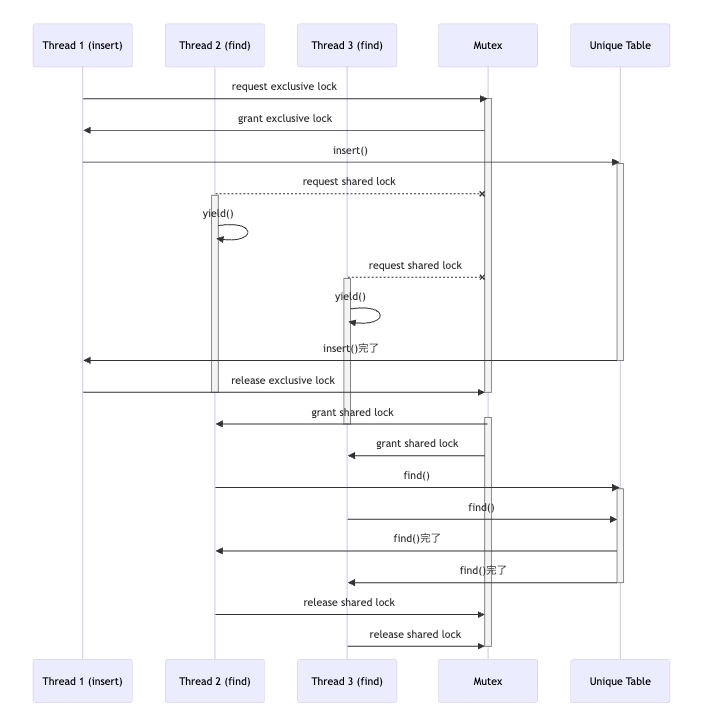 Thread 1 (insert)
Thread 2 (find)
Thread 3 (find)
Mutex
Unique Table
request exclusive lock
grant exclusive lock
insert()
request shared lock
yield()
request shared lock
yield()
insert()完了
release exclusive lock
grant shared lock
grant shared lock
find()
find()
find()完了
find()完了
release shared lock
release shared lock
Thread 1 (insert)
Thread 2 (find)
Thread 3 (find)
Mutex
Unique Table